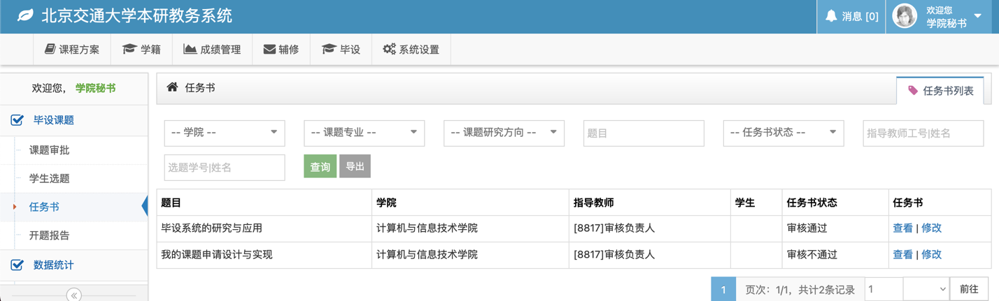 北京交通大学本研教务系统
消息 [0]
欢迎您
学院秘书
课程方案 学籍 成绩管理 辅修 毕设 系统设置
欢迎您， 学院秘书
毕设课题
课题审批
学生选题
任务书
开题报告
数据统计
任务书
任务书列表
-- 学院 -- -- 课题专业 -- -- 课题研究方向 -- 题目 -- 任务书状态 -- 指导教师工号|姓名
选题学号|姓名 查询 导出
题目 学院 指导教师 学生 任务书状态 任务书
毕设系统的研究与应用 计算机与信息技术学院 [8817]审核负责人 审核通过 查看 | 修改
我的课题申请设计与实现 计算机与信息技术学院 [8817]审核负责人 审核不通过 查看 | 修改
1 页次：1/1，共计2条记录 1 前往